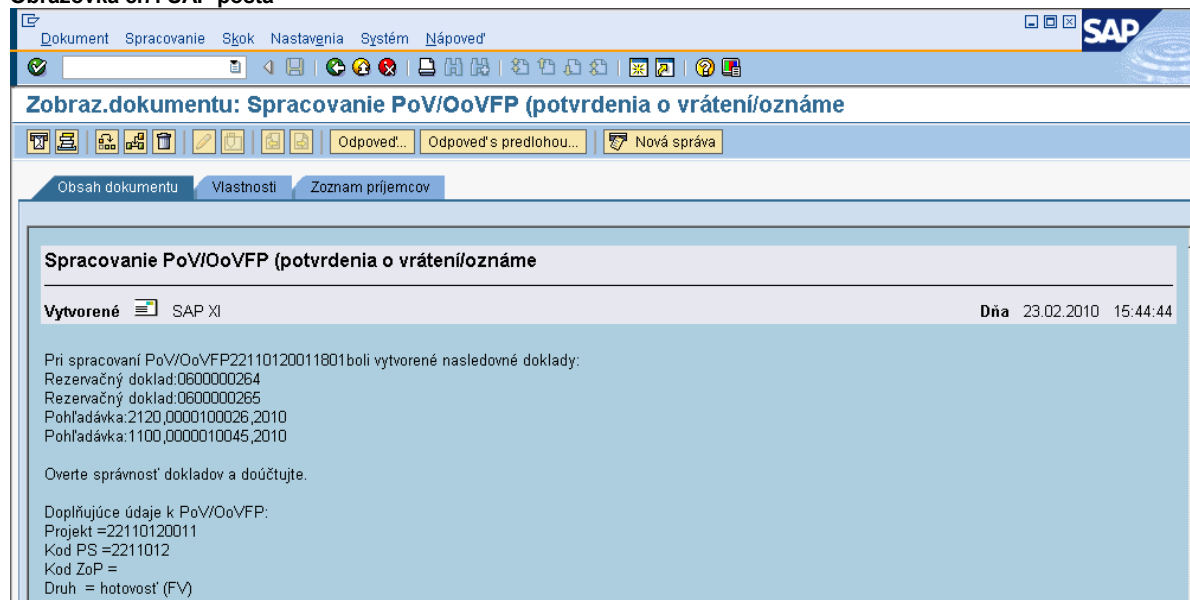 Obrazovka č.74 SAP pošta
Dokument Spracovanie Skok Nastavenia Systém Nápoveď
SAP
Zobraz.dokumentu: Spracovanie PoV/OoVFP (potvrdenia o vrátení/oznáme
Odpoveď... Odpoveď s predlohou... Nová správa
Obsah dokumentu Vlastnosti Zoznam príjemcov
Spracovanie PoV/OoVFP (potvrdenia o vrátení/oznáme
Vytvorené SAP XI Dňa 23.02.2010 15:44:44
Pri spracovaní PoV/OoVFP22110120011801boli vytvorené nasledovné doklady:
Rezervačný doklad:0600000264
Rezervačný doklad:0600000265
Pohľadávka:2120,0000100026,2010
Pohľadávka:1100,0000010045,2010
Overte správnosť dokladov a doúčtujte.
Doplňujúce údaje k PoV/OoVFP:
Projekt =22110120011
Kod PS =2211012
Kod ZoP =
Druh = hotovosť (FV)